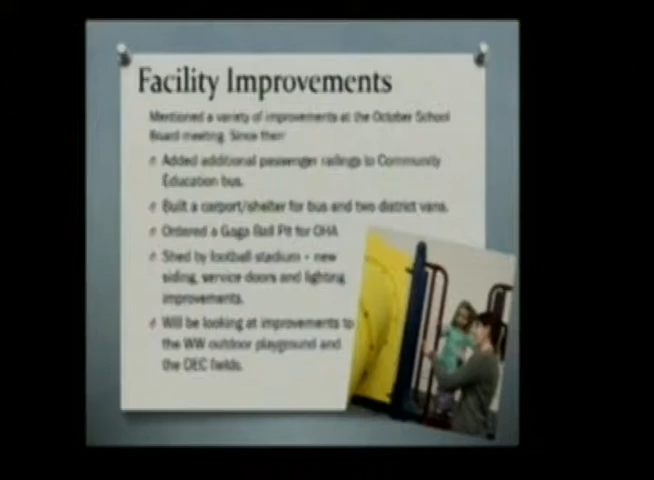 Facility Improvements
Mentioned a variety of improvements at the October School
Board meeting. Since then:
Added additional passenger railings to Community
Education bus.
Built a carport/shelter for bus and two district vans.
Ordered a Gaga Ball Pit for OHA
Shed by football stadium - new
siding, service doors and lighting
improvements.
Will be looking at improvements to
the WW outdoor playground and
the OEC fields.